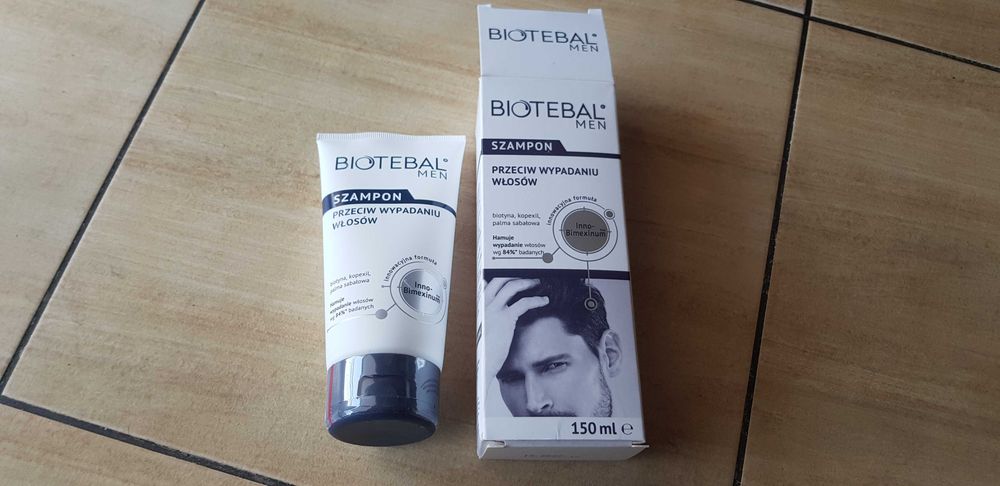 BIOTEBAL®
MEN
SZAMPON
PRZECIW WYPADANIU
WŁOSÓW
biotyna, kopexil,
palma sabałowa
innowacyjna formuła
Inno-
Bimexinum
Hamuje
wypadanie włosów
wg 84%* badanych
BIOTEBAL®
MEN
BIOTEBAL®
MEN
SZAMPON
PRZECIW WYPADANIU
WŁOSÓW
biotyna, kopexil,
palma sabałowa
innowacyjna formuła
Inno-
Bimexinum
Hamuje
wypadanie włosów
wg 84%* badanych
150 ml ℮